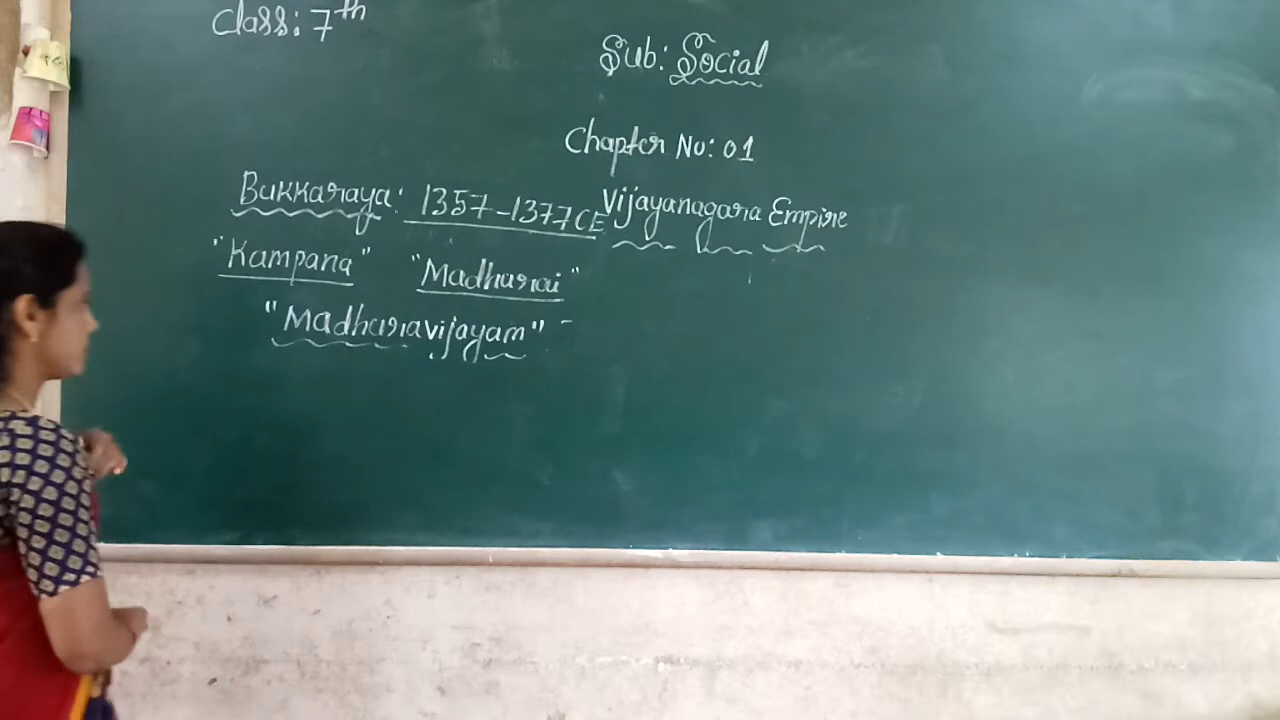 Class: 7th
Sub: Social
Chapter No: 01
Bukkaraya: 1357-1377CE Vijayanagara Empire
"Kampana" "Madhurai"
"Madhuravijayam" -